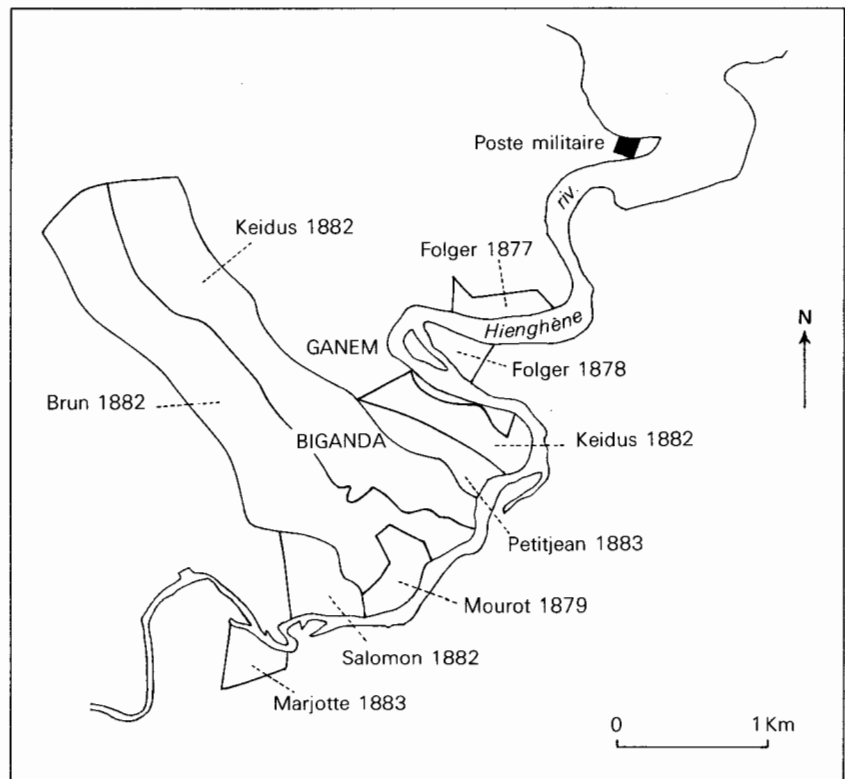 Poste militaire
riv.
Keidus 1882
Folger 1877
Hienghène
N
GANEM
Folger 1878
Brun 1882
BIGANDA
Keidus 1882
Petitjean 1883
Mourot 1879
Salomon 1882
Marjotte 1883
0 1 Km